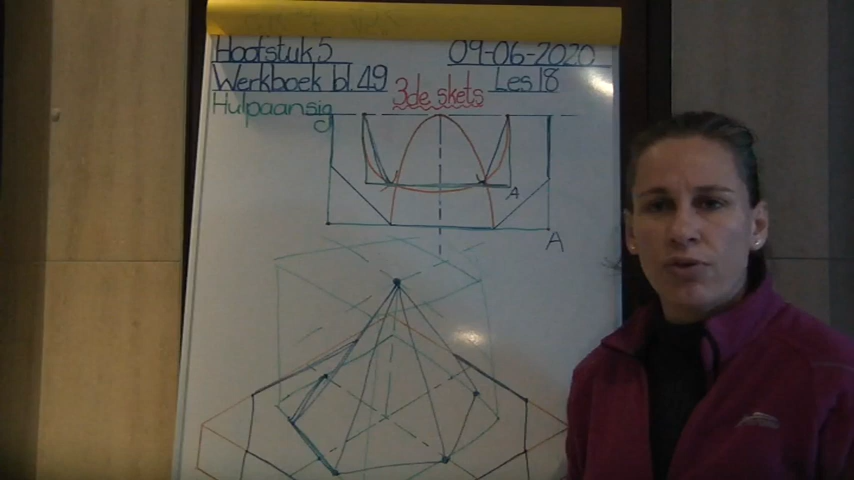 Hoofstuk 5 09-06-2020
Werkboek bl.49 Les 18
3de skets
Hulpaansig
A
A